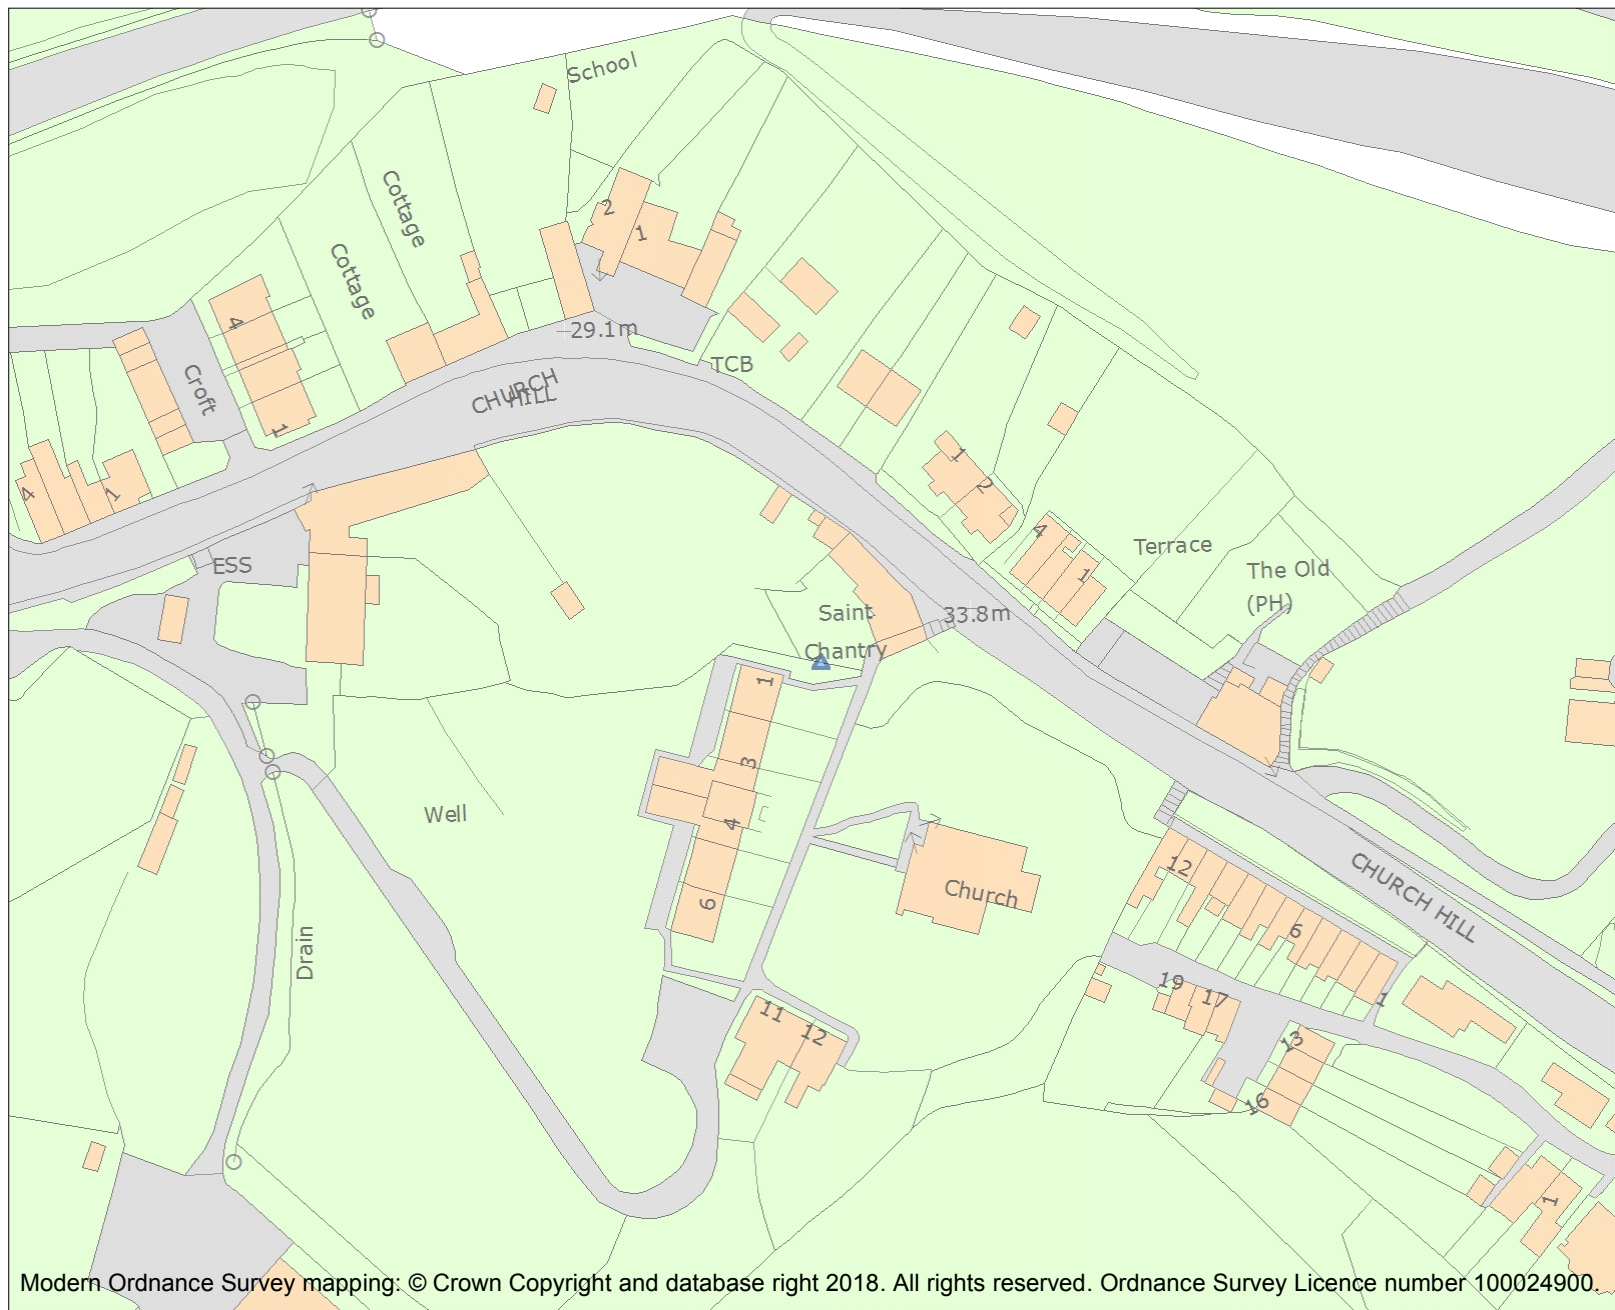 School
Cottage
Cottage
2
1
4
29.1m
TCB
CHURCH
HILL
Croft
1
1
2
4
1
4
1
Terrace
The Old
(PH)
ESS
Saint
33.8m
Chantry
1
3
Well
4
12
CHURCH HILL
Church
6
6
Drain
19
17
1
11
12
13
16
1
Modern Ordnance Survey mapping: © Crown Copyright and database right 2018. All rights reserved. Ordnance Survey Licence number 100024900.